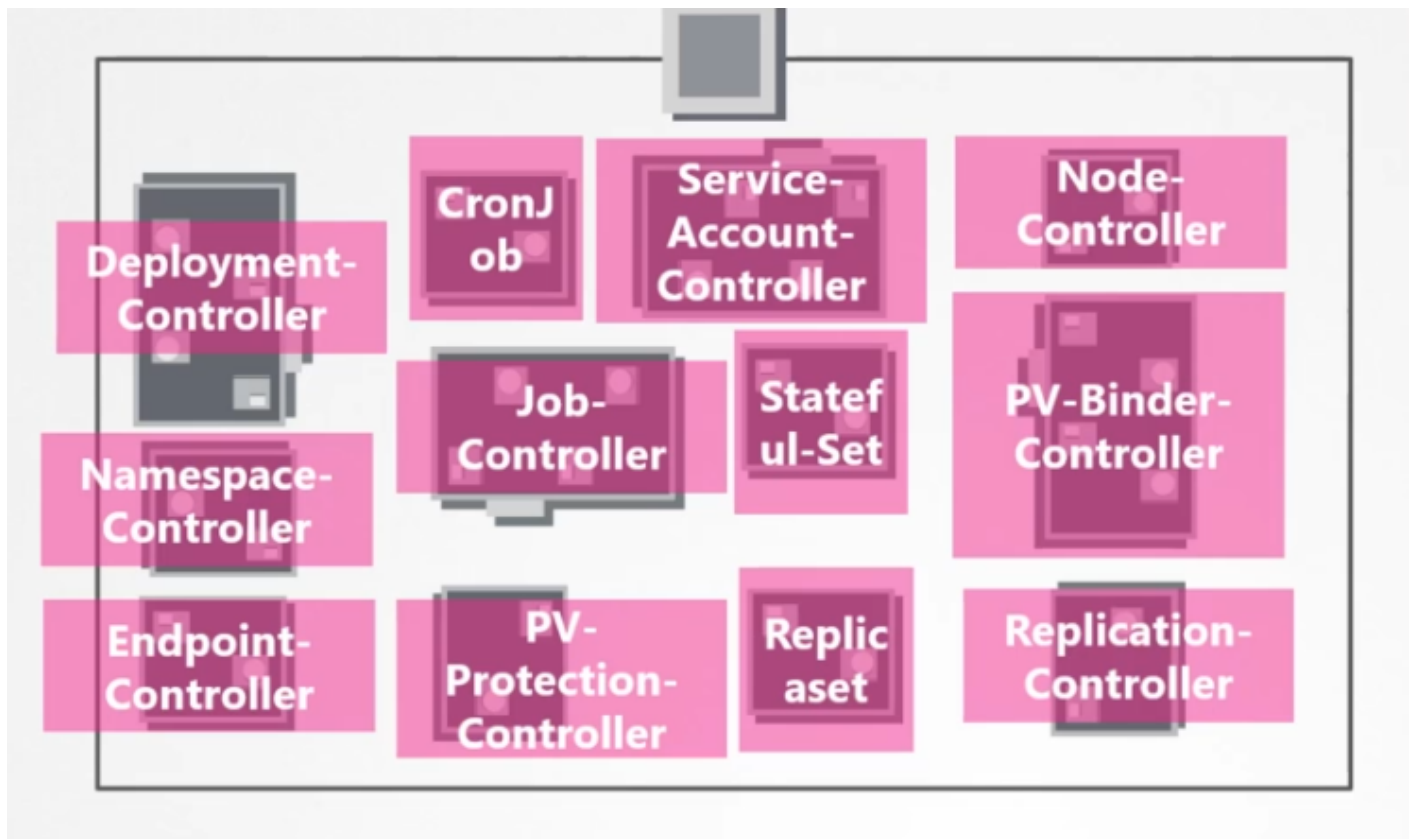 CronJ
ob
Service-
Account-
Controller
Node-
Controller
Deployment-
Controller
Job-
Controller
Statef
ul-Set
PV-Binder-
Controller
Namespace-
Controller
Endpoint-
Controller
PV-
Protection-
Controller
Replic
aset
Replication-
Controller